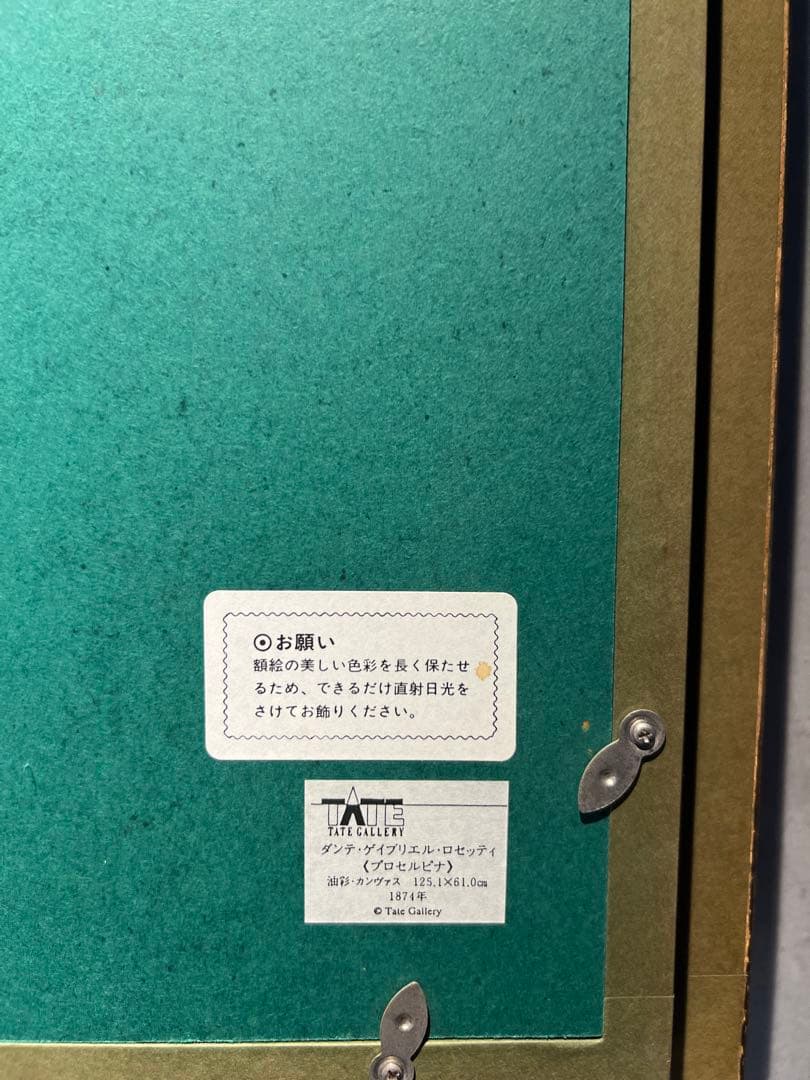 ⦿お願い
額絵の美しい色彩を長く保たせ
るため、できるだけ直射日光を
さけてお飾りください。
TATE
TATE GALLERY
ダンテ・ゲイブリエル・ロセッティ
《プロセルピナ》
油彩・カンヴァス 125.1×61.0cm
1874年
© Tate Gallery